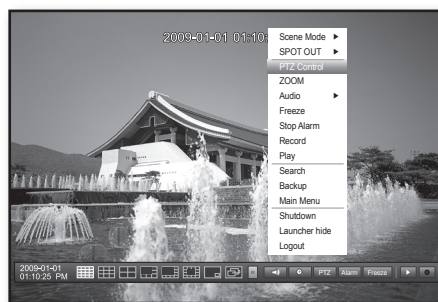 2009-01-01 01:10:
Scene Mode
SPOT OUT
PTZ Control
ZOOM
Audio
Freeze
Stop Alarm
Record
Play
Search
Backup
Main Menu
Shutdown
Launcher hide
Logout
2009-01-01
01:10:25 PM
PTZ Alarm Freeze